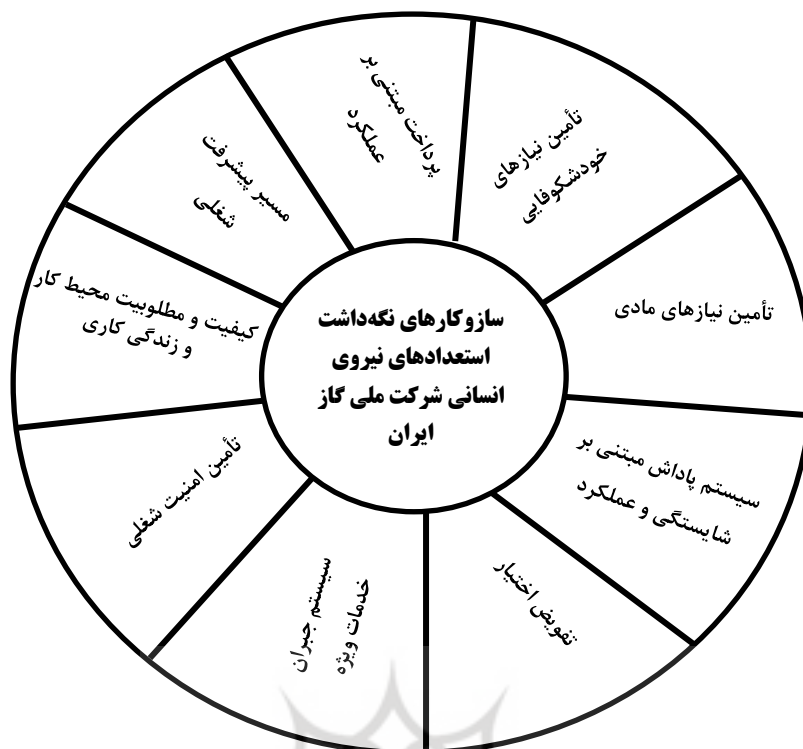 سازوکارهای نگه‌داشت
استعدادهای نیروی
انسانی شرکت ملی گاز
ایران
تأمین نیازهای
خودشکوفایی
تأمین نیازهای مادی
سیستم پاداش مبتنی بر
شایستگی و عملکرد
تفویض اختیار
سیستم جبران
خدمات ویژه
تأمین امنیت شغلی
کیفیت و مطلوبیت محیط کار
و زندگی کاری
مسیر پیشرفت
شغلی
پرداخت مبتنی بر
عملکرد